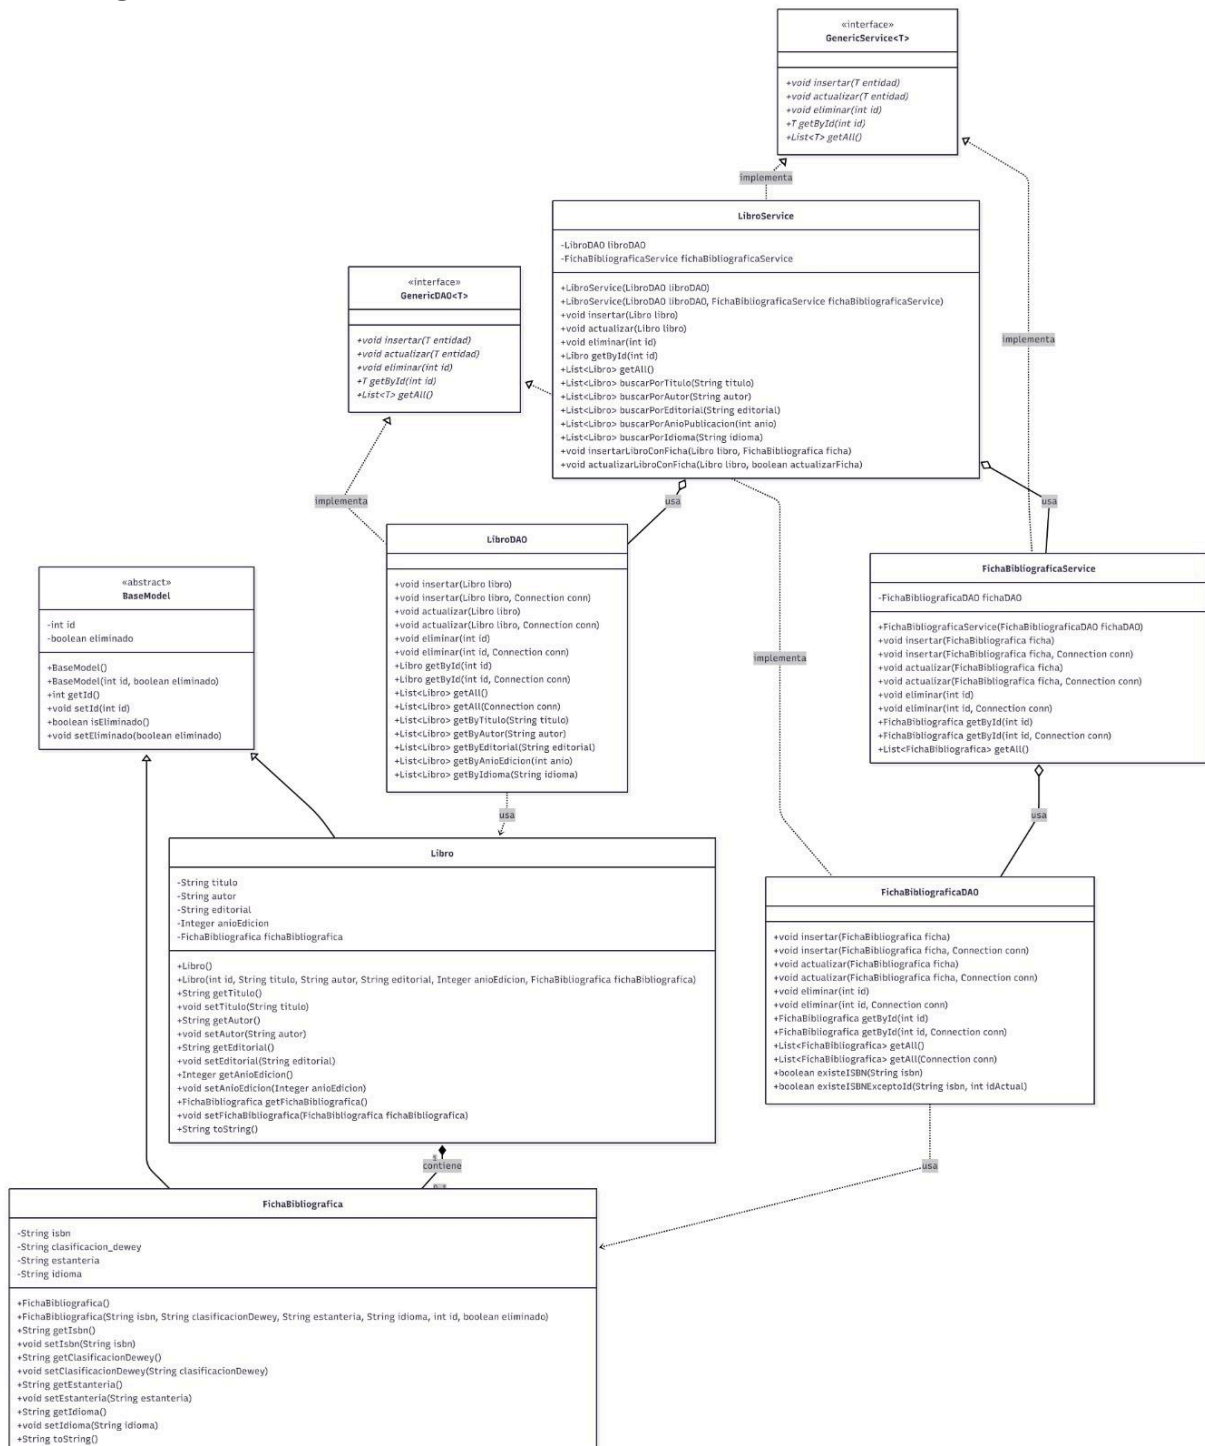 «interface»
GenericService<T>
+void insertar(T entidad)
+void actualizar(T entidad)
+void eliminar(int id)
+T getById(int id)
+List<T> getAll()
implementa
LibroService
-LibroDAO libroDAO
-FichaBibliograficaService fichaBibliograficaService
+LibroService(LibroDAO libroDAO)
+LibroService(LibroDAO libroDAO, FichaBibliograficaService fichaBibliograficaService)
+void insertar(Libro libro)
+void actualizar(Libro libro)
+void eliminar(int id)
+Libro getById(int id)
+List<Libro> getAll()
+List<Libro> buscarPorTitulo(String titulo)
+List<Libro> buscarPorAutor(String autor)
+List<Libro> buscarPorEditorial(String editorial)
+List<Libro> buscarPorAnioPublicacion(int anio)
+List<Libro> buscarPorIdioma(String idioma)
+void insertarLibroConFicha(Libro libro, FichaBibliografica ficha)
+void actualizarLibroConFicha(Libro libro, boolean actualizarFicha)
«interface»
GenericDAO<T>
+void insertar(T entidad)
+void actualizar(T entidad)
+void eliminar(int id)
+T getById(int id)
+List<T> getAll()
implementa
implementa
usa
usa
LibroDAO
+void insertar(Libro libro)
+void insertar(Libro libro, Connection conn)
+void actualizar(Libro libro)
+void actualizar(Libro libro, Connection conn)
+void eliminar(int id)
+void eliminar(int id, Connection conn)
+Libro getById(int id)
+Libro getById(int id, Connection conn)
+List<Libro> getAll()
+List<Libro> getAll(Connection conn)
+List<Libro> getByTitulo(String titulo)
+List<Libro> getByAutor(String autor)
+List<Libro> getByEditorial(String editorial)
+List<Libro> getByAnioEdicion(int anio)
+List<Libro> getByIdioma(String idioma)
FichaBibliograficaService
-FichaBibliograficaDAO fichaDAO
+FichaBibliograficaService(FichaBibliograficaDAO fichaDAO)
+void insertar(FichaBibliografica ficha)
+void insertar(FichaBibliografica ficha, Connection conn)
+void actualizar(FichaBibliografica ficha)
+void actualizar(FichaBibliografica ficha, Connection conn)
+void eliminar(int id)
+void eliminar(int id, Connection conn)
+FichaBibliografica getById(int id)
+FichaBibliografica getById(int id, Connection conn)
+List<FichaBibliografica> getAll()
«abstract»
BaseModel
-int id
-boolean eliminado
+BaseModel()
+BaseModel(int id, boolean eliminado)
+int getId()
+void setId(int id)
+boolean isEliminado()
+void setEliminado(boolean eliminado)
implementa
usa
usa
Libro
-String titulo
-String autor
-String editorial
-Integer anioEdicion
-FichaBibliografica fichaBibliografica
+Libro()
+Libro(int id, String titulo, String autor, String editorial, Integer anioEdicion, FichaBibliografica fichaBibliografica)
+String getTitulo()
+void setTitulo(String titulo)
+String getAutor()
+void setAutor(String autor)
+String getEditorial()
+void setEditorial(String editorial)
+Integer getAnioEdicion()
+void setAnioEdicion(Integer anioEdicion)
+FichaBibliografica getFichaBibliografica()
+void setFichaBibliografica(FichaBibliografica fichaBibliografica)
+String toString()
FichaBibliograficaDAO
+void insertar(FichaBibliografica ficha)
+void insertar(FichaBibliografica ficha, Connection conn)
+void actualizar(FichaBibliografica ficha)
+void actualizar(FichaBibliografica ficha, Connection conn)
+void eliminar(int id)
+void eliminar(int id, Connection conn)
+FichaBibliografica getById(int id)
+FichaBibliografica getById(int id, Connection conn)
+List<FichaBibliografica> getAll()
+List<FichaBibliografica> getAll(Connection conn)
+boolean existeISBN(String isbn)
+boolean existeISBNExceptoId(String isbn, int idActual)
contiene
usa
FichaBibliografica
-String isbn
-String clasificacion_dewey
-String estanteria
-String idioma
+FichaBibliografica()
+FichaBibliografica(String isbn, String clasificacionDewey, String estanteria, String idioma, int id, boolean eliminado)
+String getIsbn()
+void setIsbn(String isbn)
+String getClasificacionDewey()
+void setClasificacionDewey(String clasificacionDewey)
+String getEstanteria()
+void setEstanteria(String estanteria)
+String getIdioma()
+void setIdioma(String idioma)
+String toString()